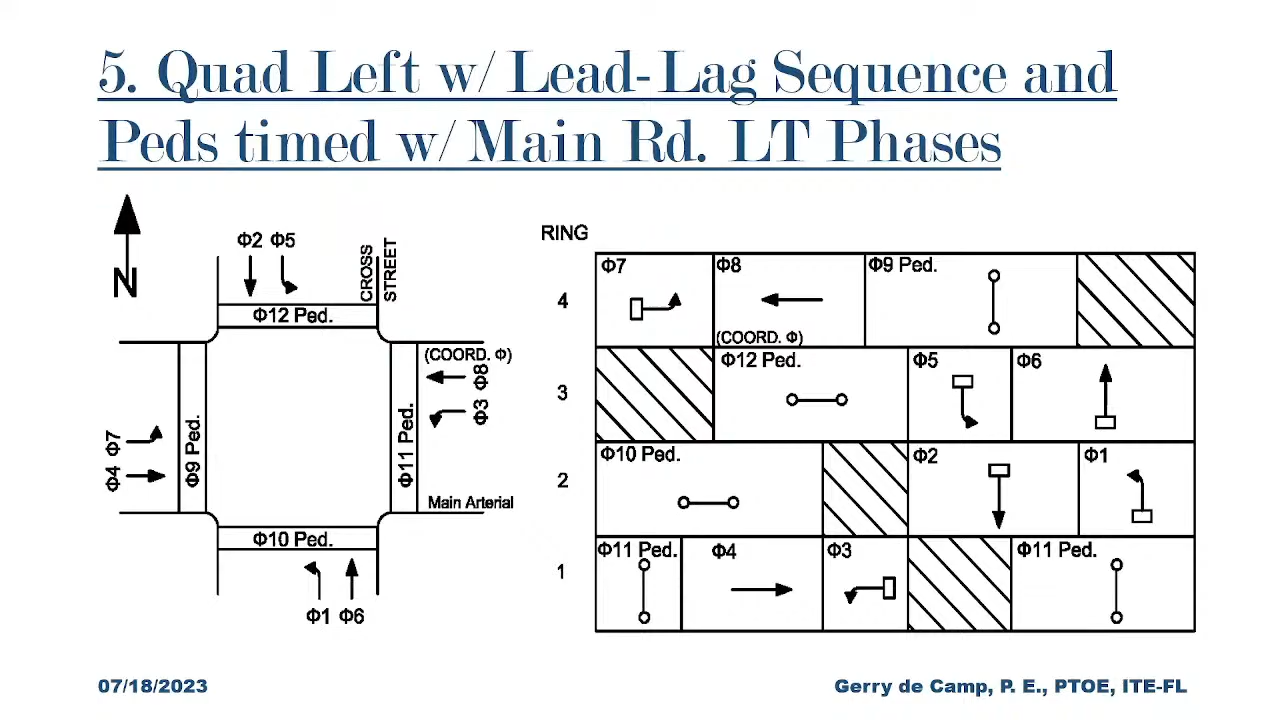 5. Quad Left w/ Lead-Lag Sequence and
Peds timed w/ Main Rd. LT Phases
N
Φ2 Φ5
CROSS
STREET
Φ12 Ped.
(COORD. Φ)
Φ8
Φ3
Φ7
Φ4
Φ9 Ped.
Φ11 Ped.
Main Arterial
Φ10 Ped.
Φ1 Φ6
RING
4
Φ7
Φ8
(COORD. Φ)
Φ9 Ped.
3
Φ12 Ped.
Φ5
Φ6
2
Φ10 Ped.
Φ2
Φ1
1
Φ11 Ped.
Φ4
Φ3
Φ11 Ped.
07/18/2023
Gerry de Camp, P. E., PTOE, ITE-FL